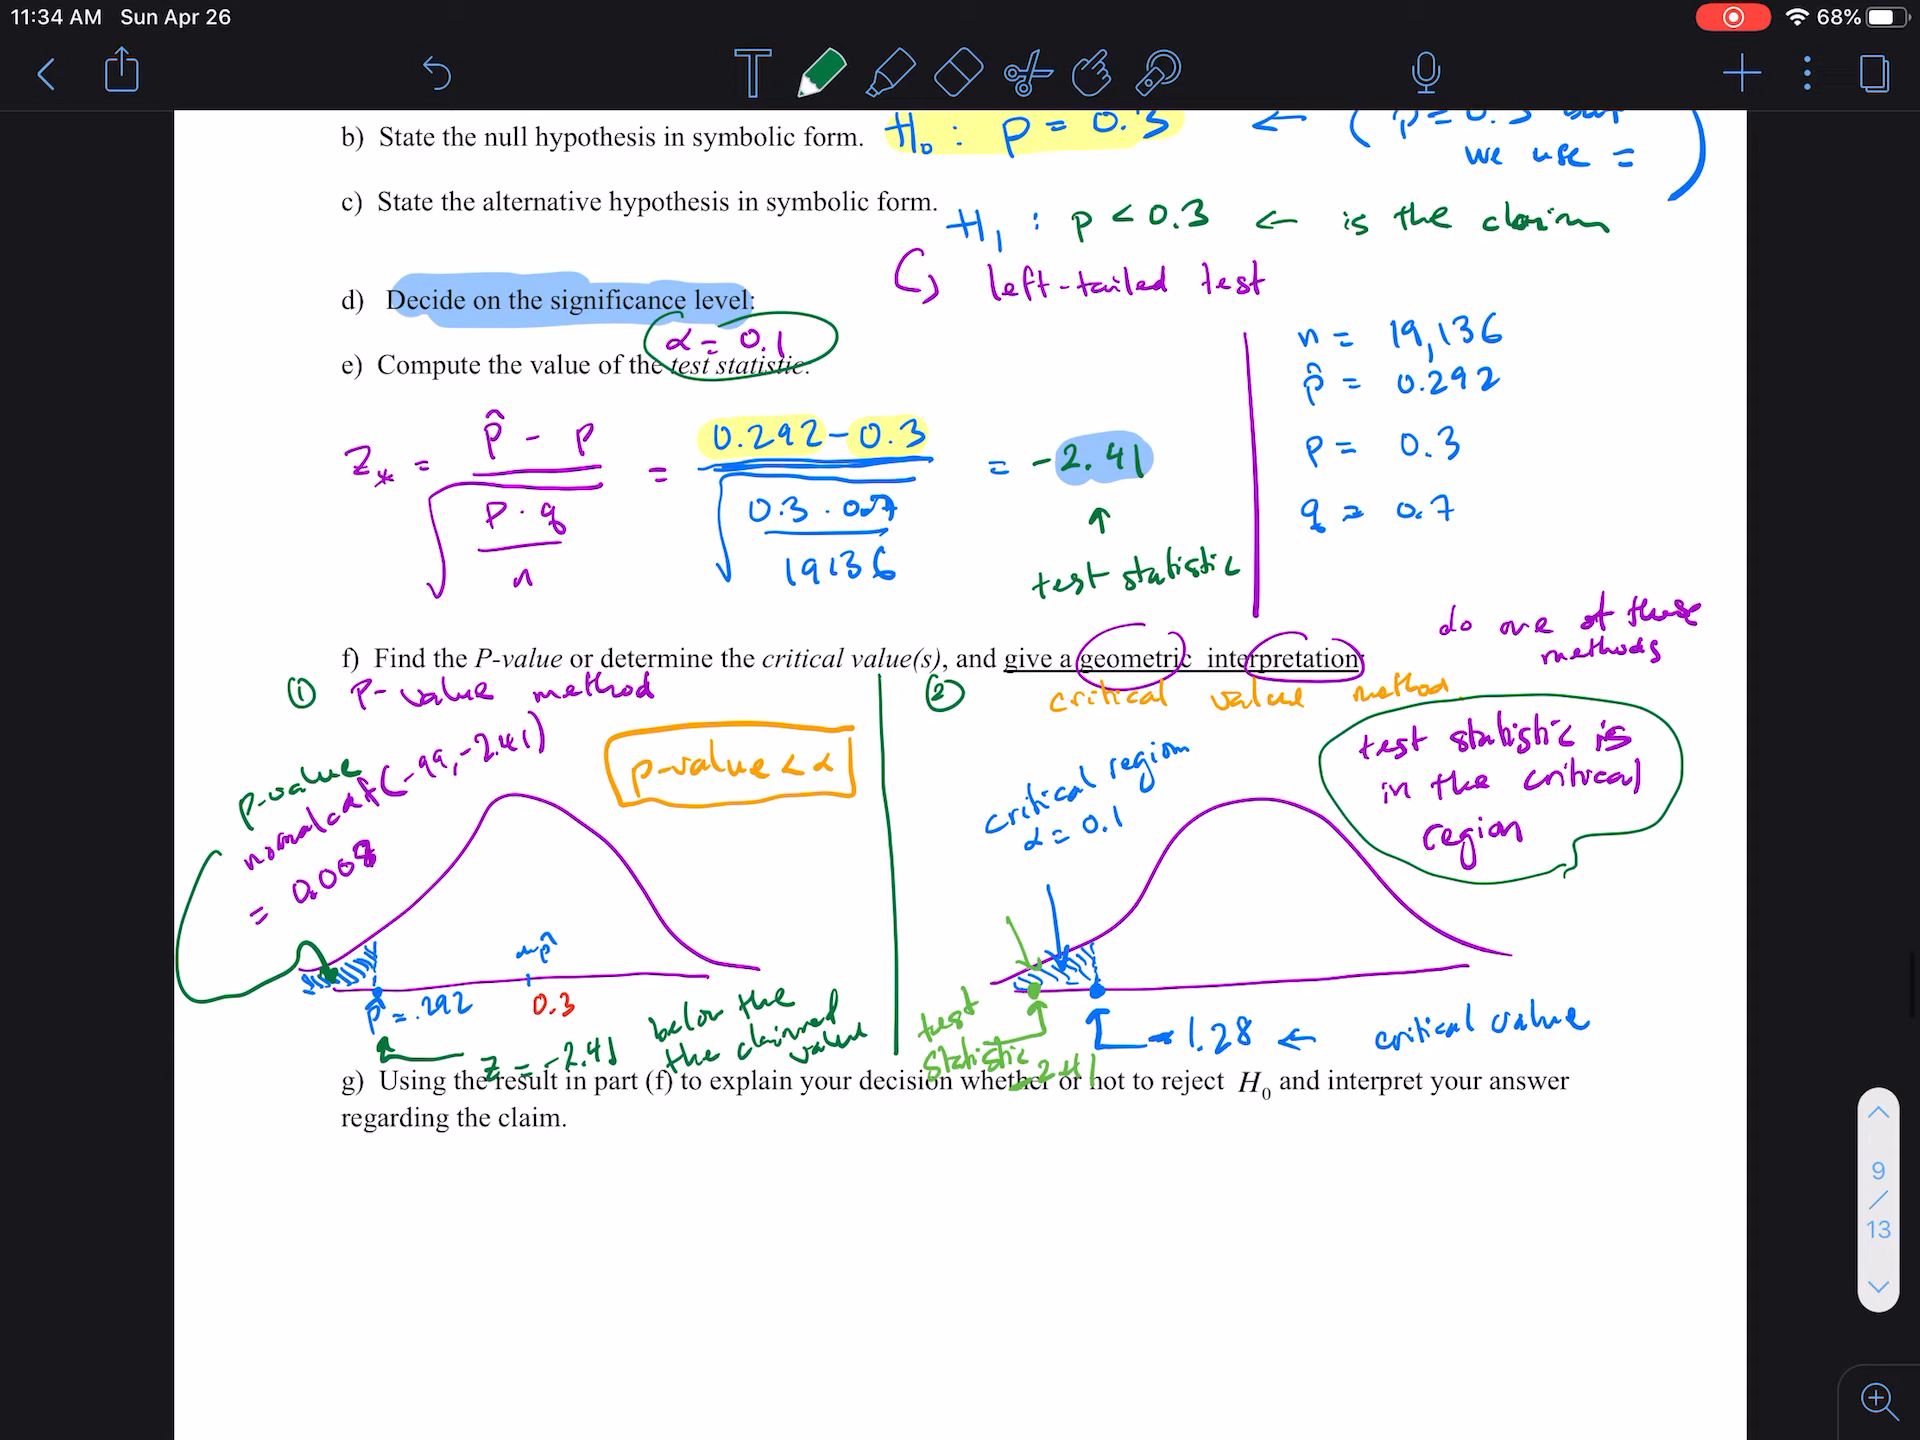 11:34 AM Sun Apr 26
68%
T
b) State the null hypothesis in symbolic form. H₀ : p = 0.3 ←
we use =
c) State the alternative hypothesis in symbolic form.
H₁ : p < 0.3 ← is the claim
left-tailed test
d) Decide on the significance level:
α = 0.1
e) Compute the value of the test statistic.
n = 19,136
p̂ = 0.292
p = 0.3
q = 0.7
z* = (p̂ - p) / √(p · q / n) = (0.292 - 0.3) / √(0.3 · 0.7 / 19136) = -2.41
↑
test statistic
do one of these
methods
f) Find the P-value or determine the critical value(s), and give a geometric interpretation:
① P-value method
p-value
normalcdf(-99, -2.41)
= 0.008
p-value < α
p̂ = .292
0.3
z = -2.41 below the
the claimed
value
② critical value method
critical region
α = 0.1
test statistic is
in the critical
region
test
statistic
-2.41
-1.28 ← critical value
g) Using the result in part (f) to explain your decision whether or not to reject H₀ and interpret your answer
regarding the claim.
9
/
13